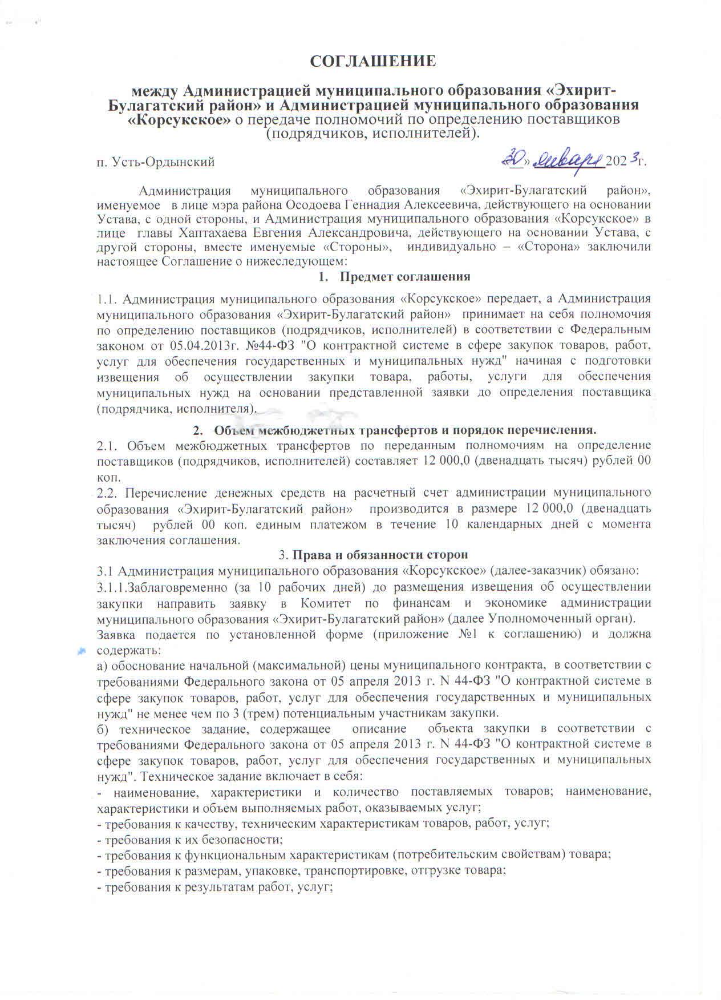 СОГЛАШЕНИЕ
между Администрацией муниципального образования «Эхирит-
Булагатский район» и Администрацией муниципального образования
«Корсукское» о передаче полномочий по определению поставщиков
(подрядчиков, исполнителей).
п. Усть-Ордынский «30» января 2023г.
Администрация муниципального образования «Эхирит-Булагатский район»,
именуемое в лице мэра района Осодоева Геннадия Алексеевича, действующего на основании
Устава, с одной стороны, и Администрация муниципального образования «Корсукское» в
лице главы Хаптахаева Евгения Александровича, действующего на основании Устава, с
другой стороны, вместе именуемые «Стороны», индивидуально – «Сторона» заключили
настоящее Соглашение о нижеследующем:
1. Предмет соглашения
1.1. Администрация муниципального образования «Корсукское» передает, а Администрация
муниципального образования «Эхирит-Булагатский район» принимает на себя полномочия
по определению поставщиков (подрядчиков, исполнителей) в соответствии с Федеральным
законом от 05.04.2013г. №44-ФЗ "О контрактной системе в сфере закупок товаров, работ,
услуг для обеспечения государственных и муниципальных нужд" начиная с подготовки
извещения об осуществлении закупки товара, работы, услуги для обеспечения
муниципальных нужд на основании представленной заявки до определения поставщика
(подрядчика, исполнителя).
2. Объем межбюджетных трансфертов и порядок перечисления.
2.1. Объем межбюджетных трансфертов по переданным полномочиям на определение
поставщиков (подрядчиков, исполнителей) составляет 12 000,0 (двенадцать тысяч) рублей 00
коп.
2.2. Перечисление денежных средств на расчетный счет администрации муниципального
образования «Эхирит-Булагатский район» производится в размере 12 000,0 (двенадцать
тысяч) рублей 00 коп. единым платежом в течение 10 календарных дней с момента
заключения соглашения.
3. Права и обязанности сторон
3.1 Администрация муниципального образования «Корсукское» (далее-заказчик) обязано:
3.1.1.Заблаговременно (за 10 рабочих дней) до размещения извещения об осуществлении
закупки направить заявку в Комитет по финансам и экономике администрации
муниципального образования «Эхирит-Булагатский район» (далее Уполномоченный орган).
Заявка подается по установленной форме (приложение №1 к соглашению) и должна
содержать:
а) обоснование начальной (максимальной) цены муниципального контракта, в соответствии с
требованиями Федерального закона от 05 апреля 2013 г. N 44-ФЗ "О контрактной системе в
сфере закупок товаров, работ, услуг для обеспечения государственных и муниципальных
нужд" не менее чем по 3 (трем) потенциальным участникам закупки.
б) техническое задание, содержащее описание объекта закупки в соответствии с
требованиями Федерального закона от 05 апреля 2013 г. N 44-ФЗ "О контрактной системе в
сфере закупок товаров, работ, услуг для обеспечения государственных и муниципальных
нужд". Техническое задание включает в себя:
- наименование, характеристики и количество поставляемых товаров; наименование,
характеристики и объем выполняемых работ, оказываемых услуг;
- требования к качеству, техническим характеристикам товаров, работ, услуг;
- требования к их безопасности;
- требования к функциональным характеристикам (потребительским свойствам) товара;
- требования к размерам, упаковке, транспортировке, отгрузке товара;
- требования к результатам работ, услуг;